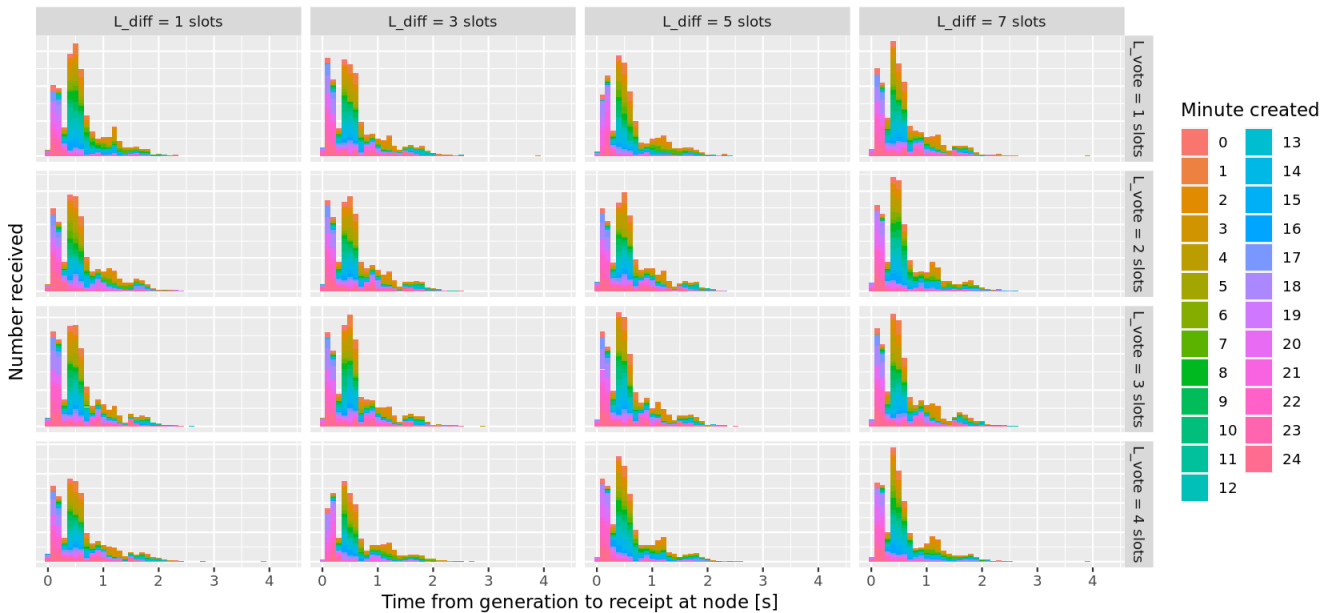 L_diff = 1 slots L_diff = 3 slots L_diff = 5 slots L_diff = 7 slots
L_vote = 1 slots
L_vote = 2 slots
L_vote = 3 slots
L_vote = 4 slots
Number received
0 1 2 3 4 0 1 2 3 4 0 1 2 3 4 0 1 2 3 4
Time from generation to receipt at node [s]
Minute created
0 13
1 14
2 15
3 16
4 17
5 18
6 19
7 20
8 21
9 22
10 23
11 24
12